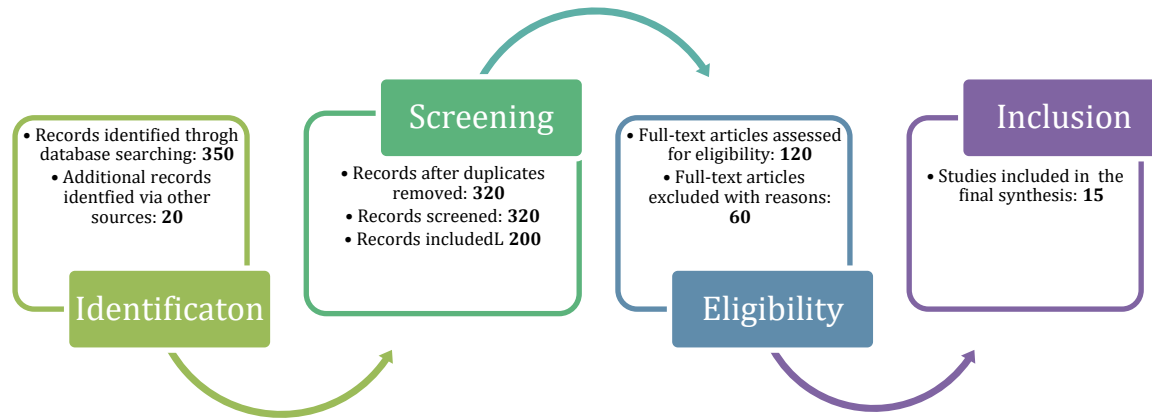 • Records identified throgh
database searching: 350
• Additional records
identfied via other
sources: 20
Identificaton
Screening
• Records after duplicates
removed: 320
• Records screened: 320
• Records includedL 200
• Full-text articles assessed
for eligibility: 120
• Full-text articles
excluded with reasons:
60
Eligibility
Inclusion
• Studies included in the
final synthesis: 15